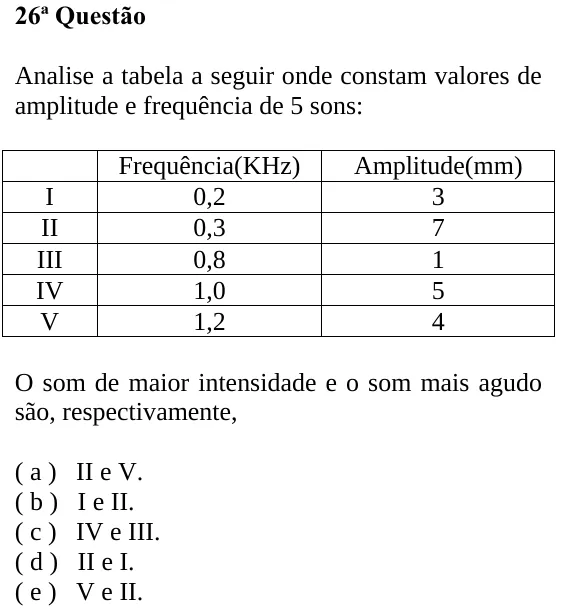 26ª Questão
Analise a tabela a seguir onde constam valores de
amplitude e frequência de 5 sons:
Frequência(KHz) Amplitude(mm)
I 0,2 3
II 0,3 7
III 0,8 1
IV 1,0 5
V 1,2 4
O som de maior intensidade e o som mais agudo
são, respectivamente,
( a ) II e V.
( b ) I e II.
( c ) IV e III.
( d ) II e I.
( e ) V e II.